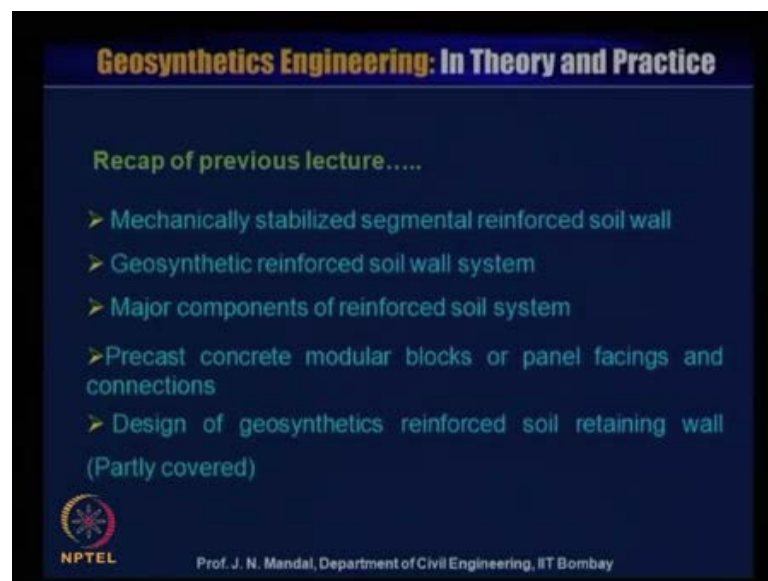 Geosynthetics Engineering: In Theory and Practice
Recap of previous lecture.....
➢ Mechanically stabilized segmental reinforced soil wall
➢ Geosynthetic reinforced soil wall system
➢ Major components of reinforced soil system
➢Precast concrete modular blocks or panel facings and
connections
➢ Design of geosynthetics reinforced soil retaining wall
(Partly covered)
NPTEL
Prof. J. N. Mandal, Department of Civil Engineering, IIT Bombay